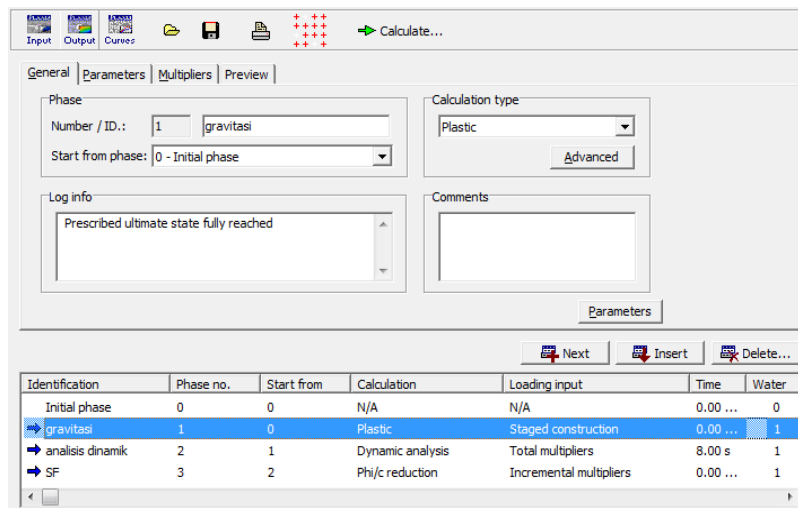 Input Output Curves Calculate...
General Parameters Multipliers Preview
Phase
Number / ID.: 1 gravitasi
Start from phase: 0 - Initial phase
Calculation type
Plastic
Advanced
Log info
Prescribed ultimate state fully reached
Comments
Parameters
Next Insert Delete...
Identification Phase no. Start from Calculation Loading input Time Water
Initial phase 0 0 N/A N/A 0.00 ... 0
gravitasi 1 0 Plastic Staged construction 0.00 ... 1
analisis dinamik 2 1 Dynamic analysis Total multipliers 8.00 s 1
SF 3 2 Phi/c reduction Incremental multipliers 0.00 ... 1